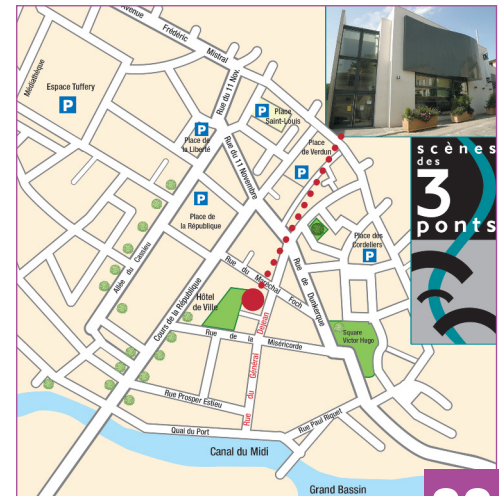 Avenue Frédéric Mistral
Médiathèque
Espace Tuffery
P
Rue du 11 Nov.
P
Place
Saint-Louis
P
Place de
la Liberté
Rue du 11 Novembre
Place
de Verdun
P
P
Place de
la République
Place des
Cordeliers
P
Allée du Cassieu
Cours de la République
Rue du Maréchal Foch
Rue de Dunkerque
Hôtel
de Ville
Rue de la Miséricorde
Square
Victor Hugo
Rue du Général Dejean
Rue Prosper Estieu
Rue Paul Riquet
Quai du Port
Canal du Midi
Grand Bassin
scènes
des
3
ponts